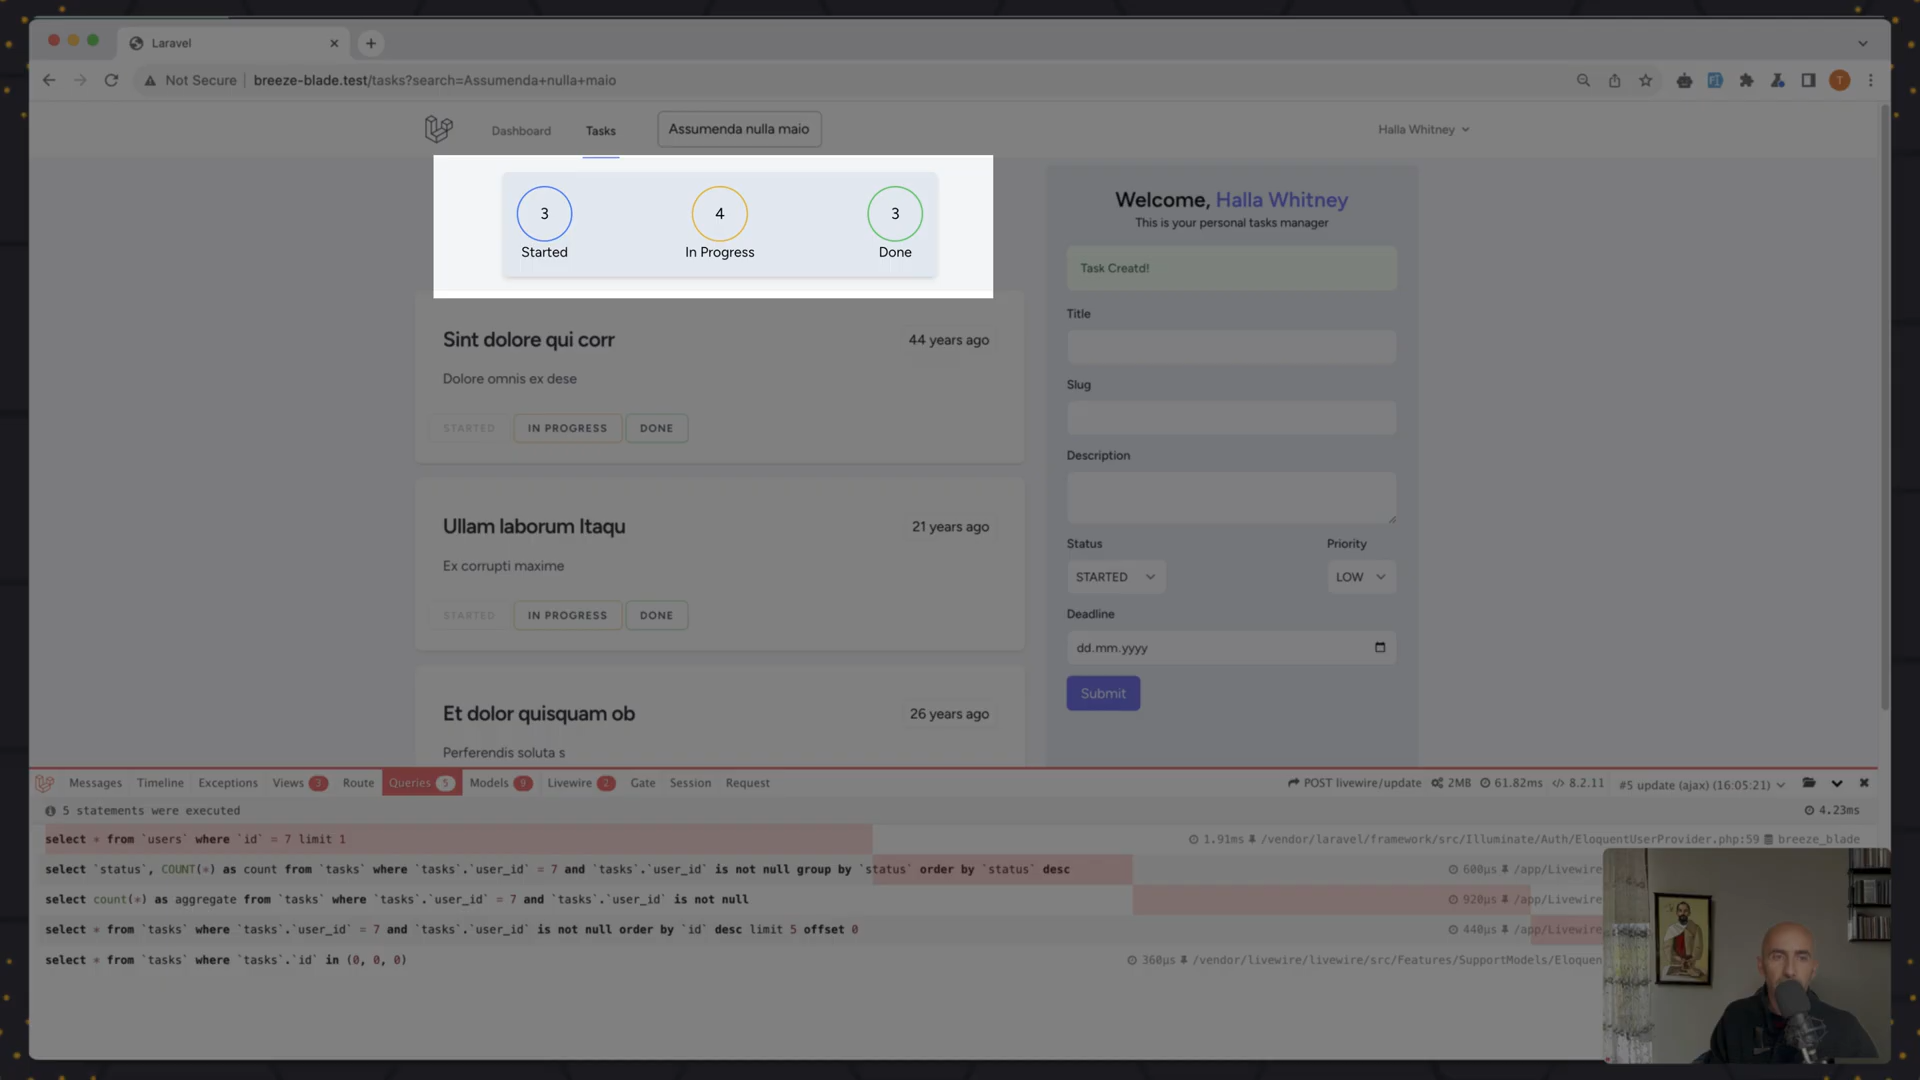 Laravel
Not Secure
breeze-blade.test/tasks?search=Assumenda+nulla+maio
T
Dashboard
Tasks
Assumenda nulla maio
Halla Whitney
3
Started
4
In Progress
3
Done
Sint dolore qui corr
44 years ago
Dolore omnis ex dese
STARTED
IN PROGRESS
DONE
Ullam laborum Itaqu
21 years ago
Ex corrupti maxime
STARTED
IN PROGRESS
DONE
Et dolor quisquam ob
26 years ago
Perferendis soluta s
Welcome, Halla Whitney
This is your personal tasks manager
Task Creatd!
Title
Slug
Description
Status
Priority
STARTED
LOW
Deadline
dd.mm.yyyy
Submit
Messages Timeline Exceptions Views 3 Route Queries 5 Models 9 Livewire 2 Gate Session Request
POST livewire/update 2MB 61.82ms 8.2.11 #5 update (ajax) (16:05:21)
5 statements were executed
4.23ms
select * from `users` where `id` = 7 limit 1
1.91ms /vendor/laravel/framework/src/Illuminate/Auth/EloquentUserProvider.php:59 breeze_blade
select `status`, COUNT(*) as count from `tasks` where `tasks`.`user_id` = 7 and `tasks`.`user_id` is not null group by `status` order by `status` desc
600μs /app/Livewire
select count(*) as aggregate from `tasks` where `tasks`.`user_id` = 7 and `tasks`.`user_id` is not null
920μs /app/Livewire
select * from `tasks` where `tasks`.`user_id` = 7 and `tasks`.`user_id` is not null order by `id` desc limit 5 offset 0
440μs /app/Livewire
select * from `tasks` where `tasks`.`id` in (0, 0, 0)
360μs /vendor/livewire/livewire/src/Features/SupportModels/Eloquen